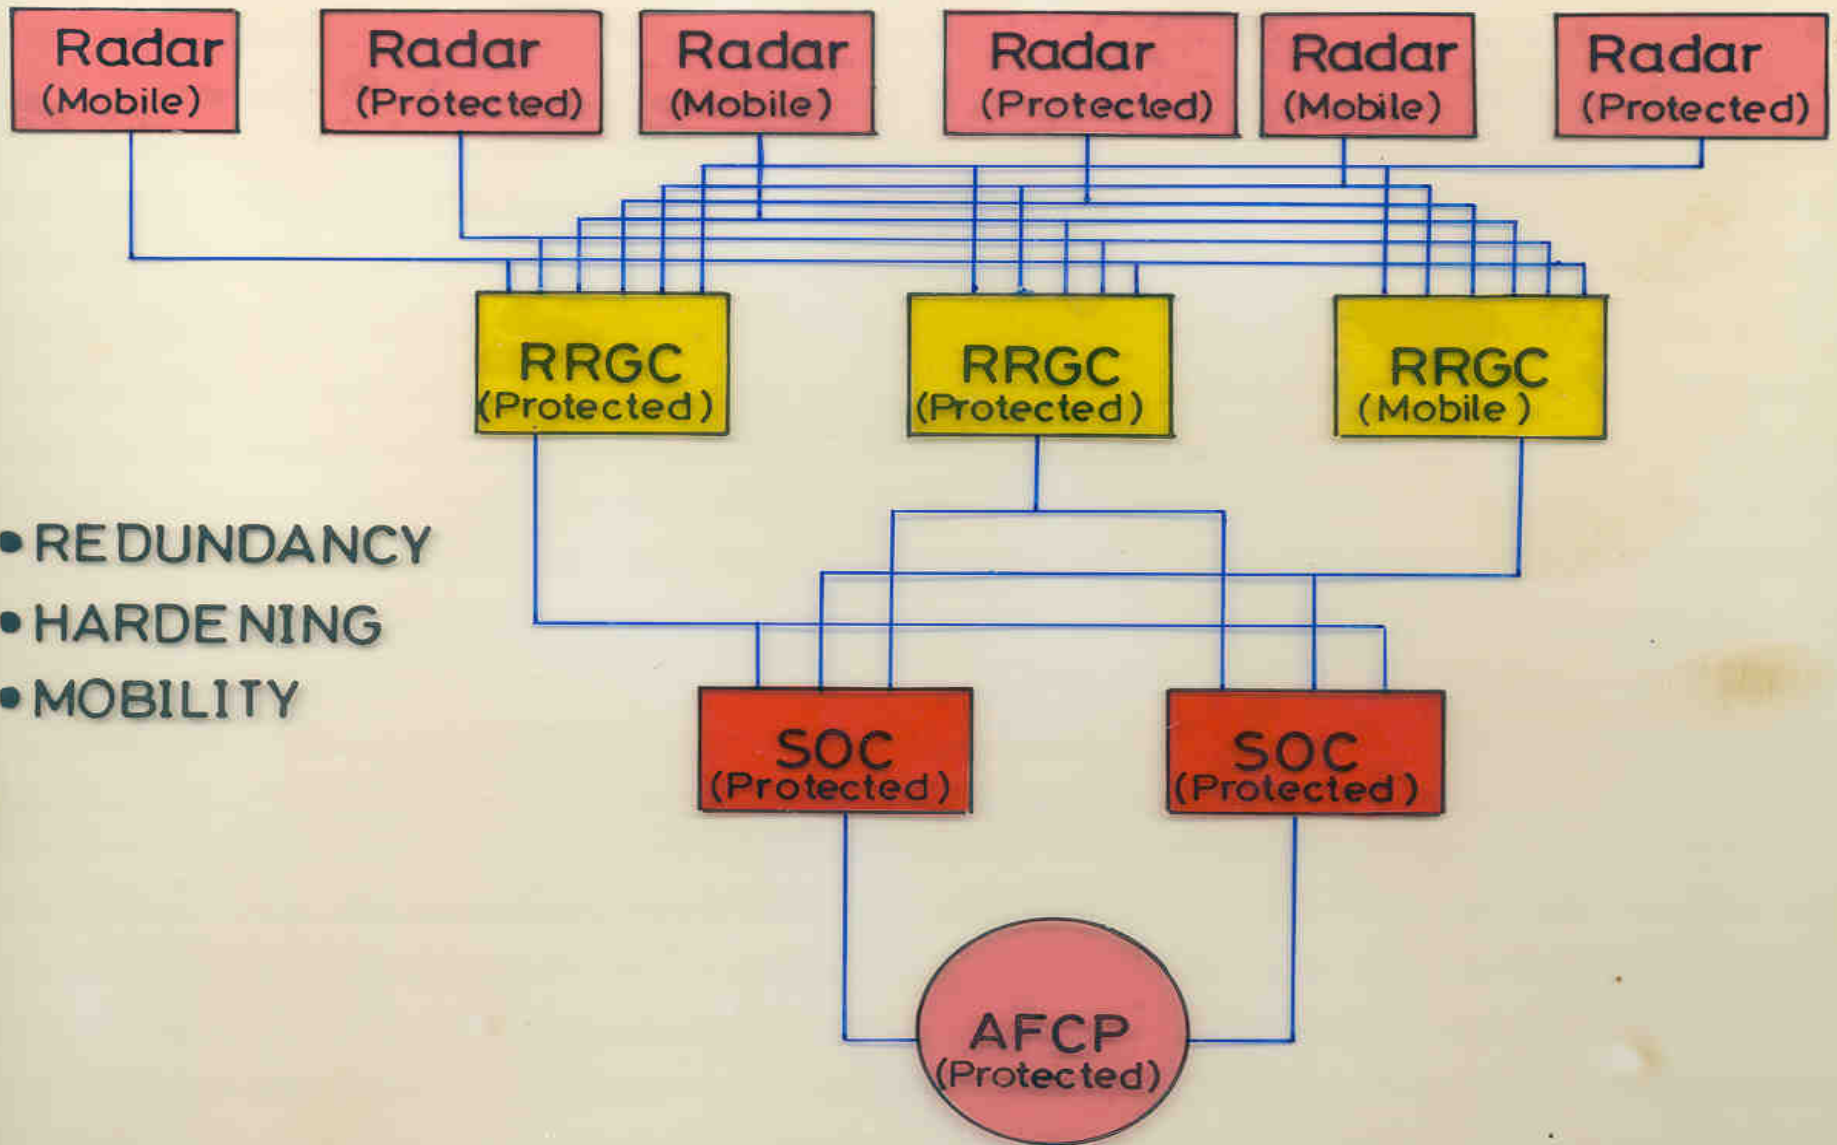 Radar
(Mobile)
Radar
(Protected)
Radar
(Mobile)
Radar
(Protected)
Radar
(Mobile)
Radar
(Protected)
RRGC
(Protected)
RRGC
(Protected)
RRGC
(Mobile)
• REDUNDANCY
• HARDENING
• MOBILITY
SOC
(Protected)
SOC
(Protected)
AFCP
(Protected)